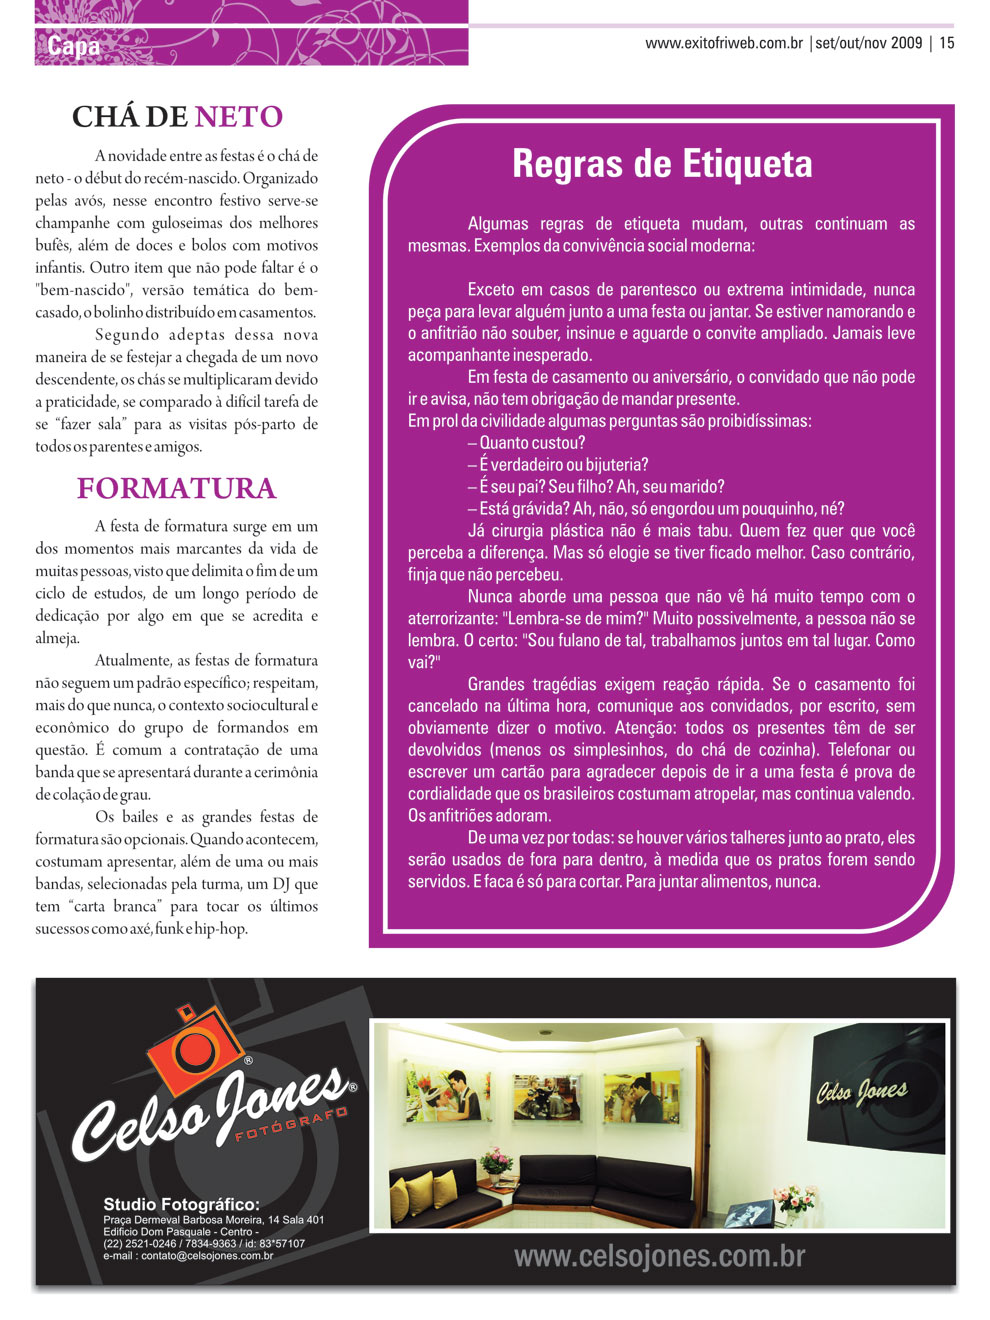 Capa
www.exitofriweb.com.br | set/out/nov 2009 | 15
CHÁ DE NETO
A novidade entre as festas é o chá de
neto - o début do recém-nascido. Organizado
pelas avós, nesse encontro festivo serve-se
champanhe com guloseimas dos melhores
bufês, além de doces e bolos com motivos
infantis. Outro item que não pode faltar é o
"bem-nascido", versão temática do bem-
casado, o bolinho distribuído em casamentos.
Segundo adeptas dessa nova
maneira de se festejar a chegada de um novo
descendente, os chás se multiplicaram devido
a praticidade, se comparado à difícil tarefa de
se “fazer sala” para as visitas pós-parto de
todos os parentes e amigos.
FORMATURA
A festa de formatura surge em um
dos momentos mais marcantes da vida de
muitas pessoas, visto que delimita o fim de um
ciclo de estudos, de um longo período de
dedicação por algo em que se acredita e
almeja.
Atualmente, as festas de formatura
não seguem um padrão específico; respeitam,
mais do que nunca, o contexto sociocultural e
econômico do grupo de formandos em
questão. É comum a contratação de uma
banda que se apresentará durante a cerimônia
de colação de grau.
Os bailes e as grandes festas de
formatura são opcionais. Quando acontecem,
costumam apresentar, além de uma ou mais
bandas, selecionadas pela turma, um DJ que
tem “carta branca” para tocar os últimos
sucessos como axé, funk e hip-hop.
Regras de Etiqueta
Algumas regras de etiqueta mudam, outras continuam as
mesmas. Exemplos da convivência social moderna:
Exceto em casos de parentesco ou extrema intimidade, nunca
peça para levar alguém junto a uma festa ou jantar. Se estiver namorando e
o anfitrião não souber, insinue e aguarde o convite ampliado. Jamais leve
acompanhante inesperado.
Em festa de casamento ou aniversário, o convidado que não pode
ir e avisa, não tem obrigação de mandar presente.
Em prol da civilidade algumas perguntas são proibidíssimas:
– Quanto custou?
– É verdadeiro ou bijuteria?
– É seu pai? Seu filho? Ah, seu marido?
– Está grávida? Ah, não, só engordou um pouquinho, né?
Já cirurgia plástica não é mais tabu. Quem fez quer que você
perceba a diferença. Mas só elogie se tiver ficado melhor. Caso contrário,
finja que não percebeu.
Nunca aborde uma pessoa que não vê há muito tempo com o
aterrorizante: "Lembra-se de mim?" Muito possivelmente, a pessoa não se
lembra. O certo: "Sou fulano de tal, trabalhamos juntos em tal lugar. Como
vai?"
Grandes tragédias exigem reação rápida. Se o casamento foi
cancelado na última hora, comunique aos convidados, por escrito, sem
obviamente dizer o motivo. Atenção: todos os presentes têm de ser
devolvidos (menos os simplesinhos, do chá de cozinha). Telefonar ou
escrever um cartão para agradecer depois de ir a uma festa é prova de
cordialidade que os brasileiros costumam atropelar, mas continua valendo.
Os anfitriões adoram.
De uma vez por todas: se houver vários talheres junto ao prato, eles
serão usados de fora para dentro, à medida que os pratos forem sendo
servidos. E faca é só para cortar. Para juntar alimentos, nunca.
Celso Jones®
FOTÓGRAFO
Studio Fotográfico:
Praça Dermeval Barbosa Moreira, 14 Sala 401
Edificio Dom Pasquale - Centro -
(22) 2521-0246 / 7834-9363 / id: 83*57107
e-mail : contato@celsojones.com.br
Celso Jones
www.celsojones.com.br